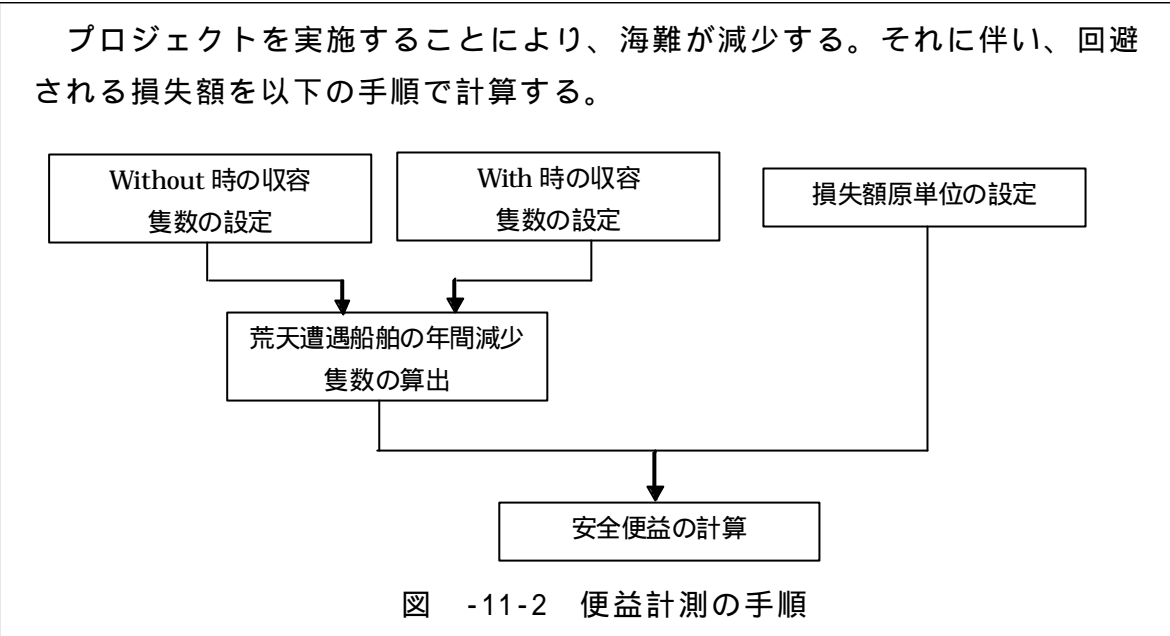 プロジェクトを実施することにより、海難が減少する。それに伴い、回避
される損失額を以下の手順で計算する。
Without 時の収容
隻数の設定
With 時の収容
隻数の設定
損失額原単位の設定
荒天遭遇船舶の年間減少
隻数の算出
安全便益の計算
図 -11-2 便益計測の手順